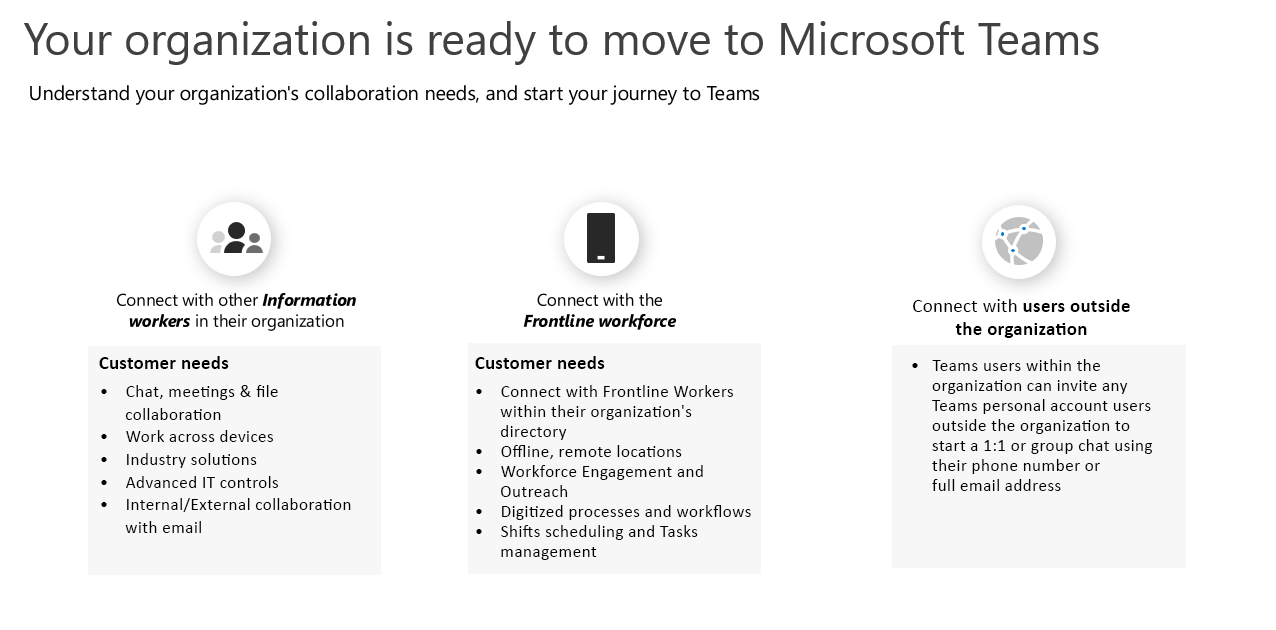 Your organization is ready to move to Microsoft Teams
Understand your organization's collaboration needs, and start your journey to Teams
Connect with other Information
workers in their organization
Customer needs
• Chat, meetings & file
collaboration
• Work across devices
• Industry solutions
• Advanced IT controls
• Internal/External collaboration
with email
Connect with the
Frontline workforce
Customer needs
• Connect with Frontline Workers
within their organization's
directory
• Offline, remote locations
• Workforce Engagement and
Outreach
• Digitized processes and workflows
• Shifts scheduling and Tasks
management
Connect with users outside
the organization
• Teams users within the
organization can invite any
Teams personal account users
outside the organization to
start a 1:1 or group chat using
their phone number or
full email address